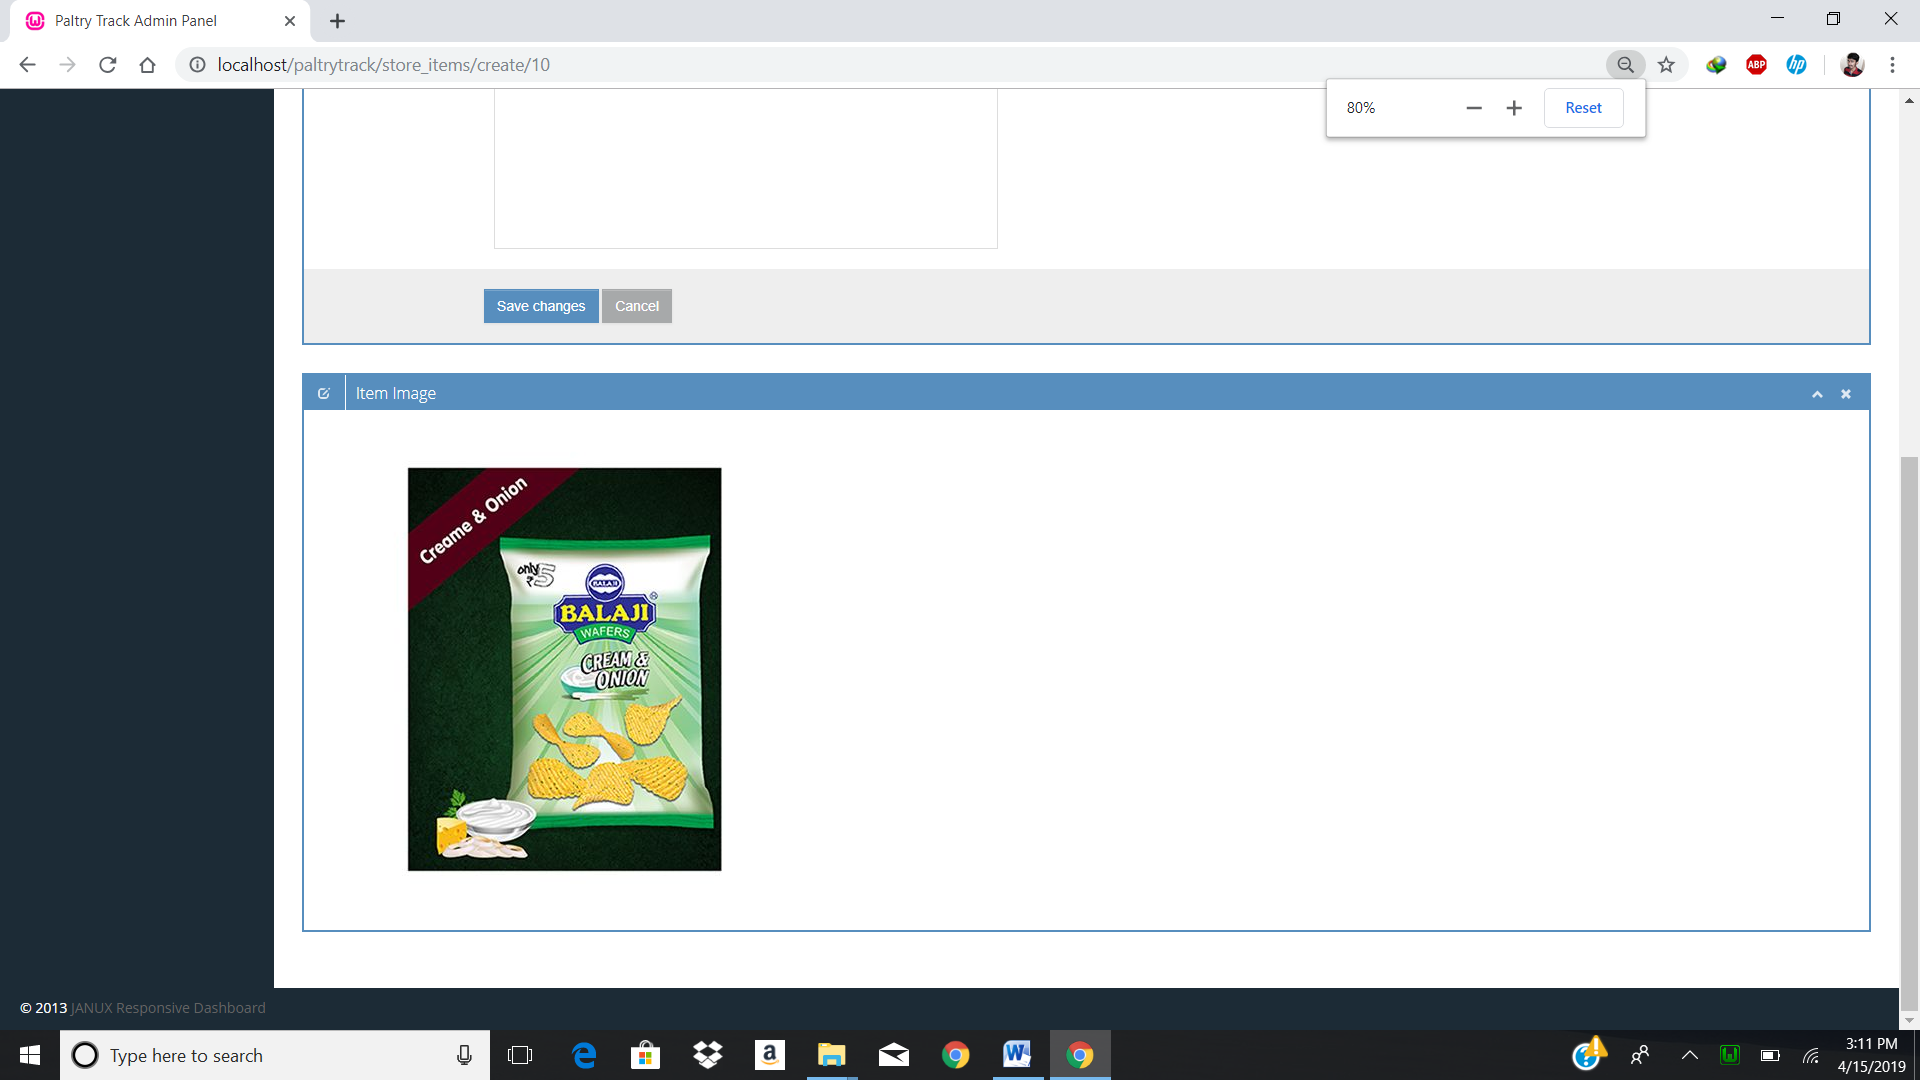 Paltry Track Admin Panel
localhost/paltrytrack/store_items/create/10
ABP
hp
80%
Reset
Save changes
Cancel
Item Image
Creame & Onion
only
₹5
BALAJI
BALAJI
WAFERS
CREAM &
ONION
© 2013 JANUX Responsive Dashboard
Type here to search
3:11 PM
4/15/2019